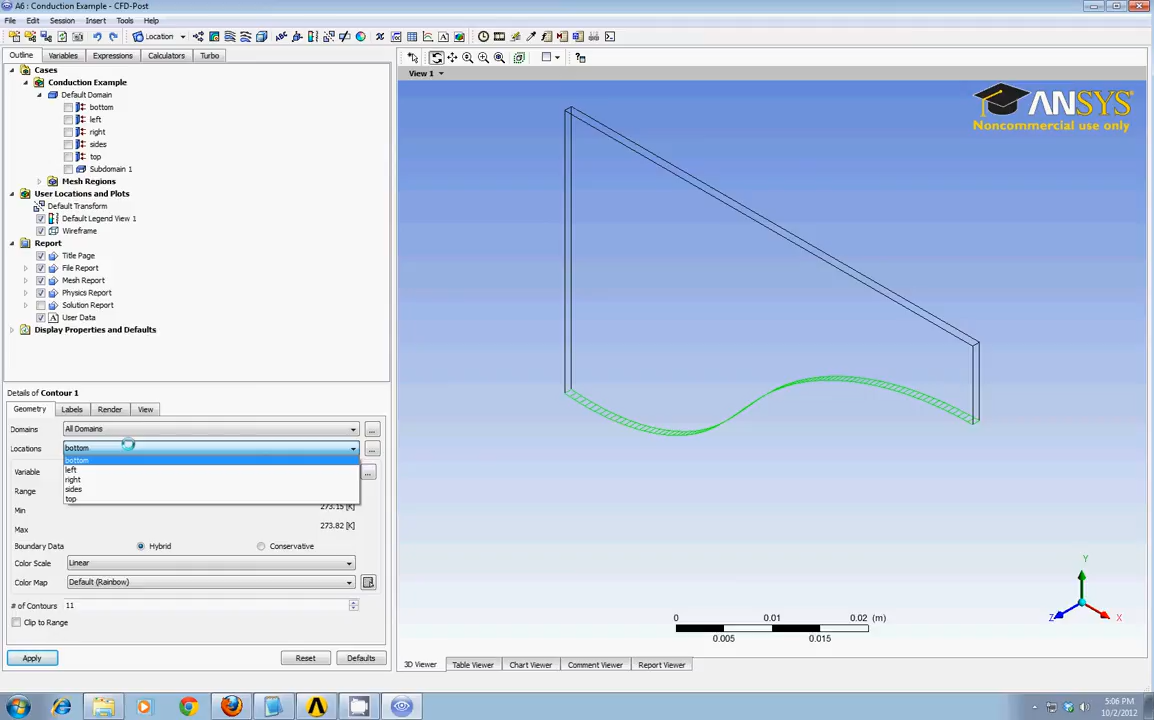 A6: Conduction Example - CFD-Post
File Edit Session Insert Tools Help
Location
Outline Variables Expressions Calculators Turbo
Cases
Conduction Example
Default Domain
bottom
left
right
sides
top
Subdomain 1
Mesh Regions
User Locations and Plots
Default Transform
Default Legend View 1
Wireframe
Report
Title Page
File Report
Mesh Report
Physics Report
Solution Report
User Data
Display Properties and Defaults
Details of Contour 1
Geometry Labels Render View
Domains All Domains
Locations bottom
bottom
left
Variable
right
Range
sides
top
Min 273.15 [K]
Max 273.82 [K]
Boundary Data Hybrid Conservative
Color Scale Linear
Color Map Default (Rainbow)
# of Contours 11
Clip to Range
Apply Reset Defaults
View 1
ANSYS
Noncommercial use only
Y
Z X
0 0.01 0.02 (m)
0.005 0.015
3D Viewer Table Viewer Chart Viewer Comment Viewer Report Viewer
5:06 PM
10/2/2012